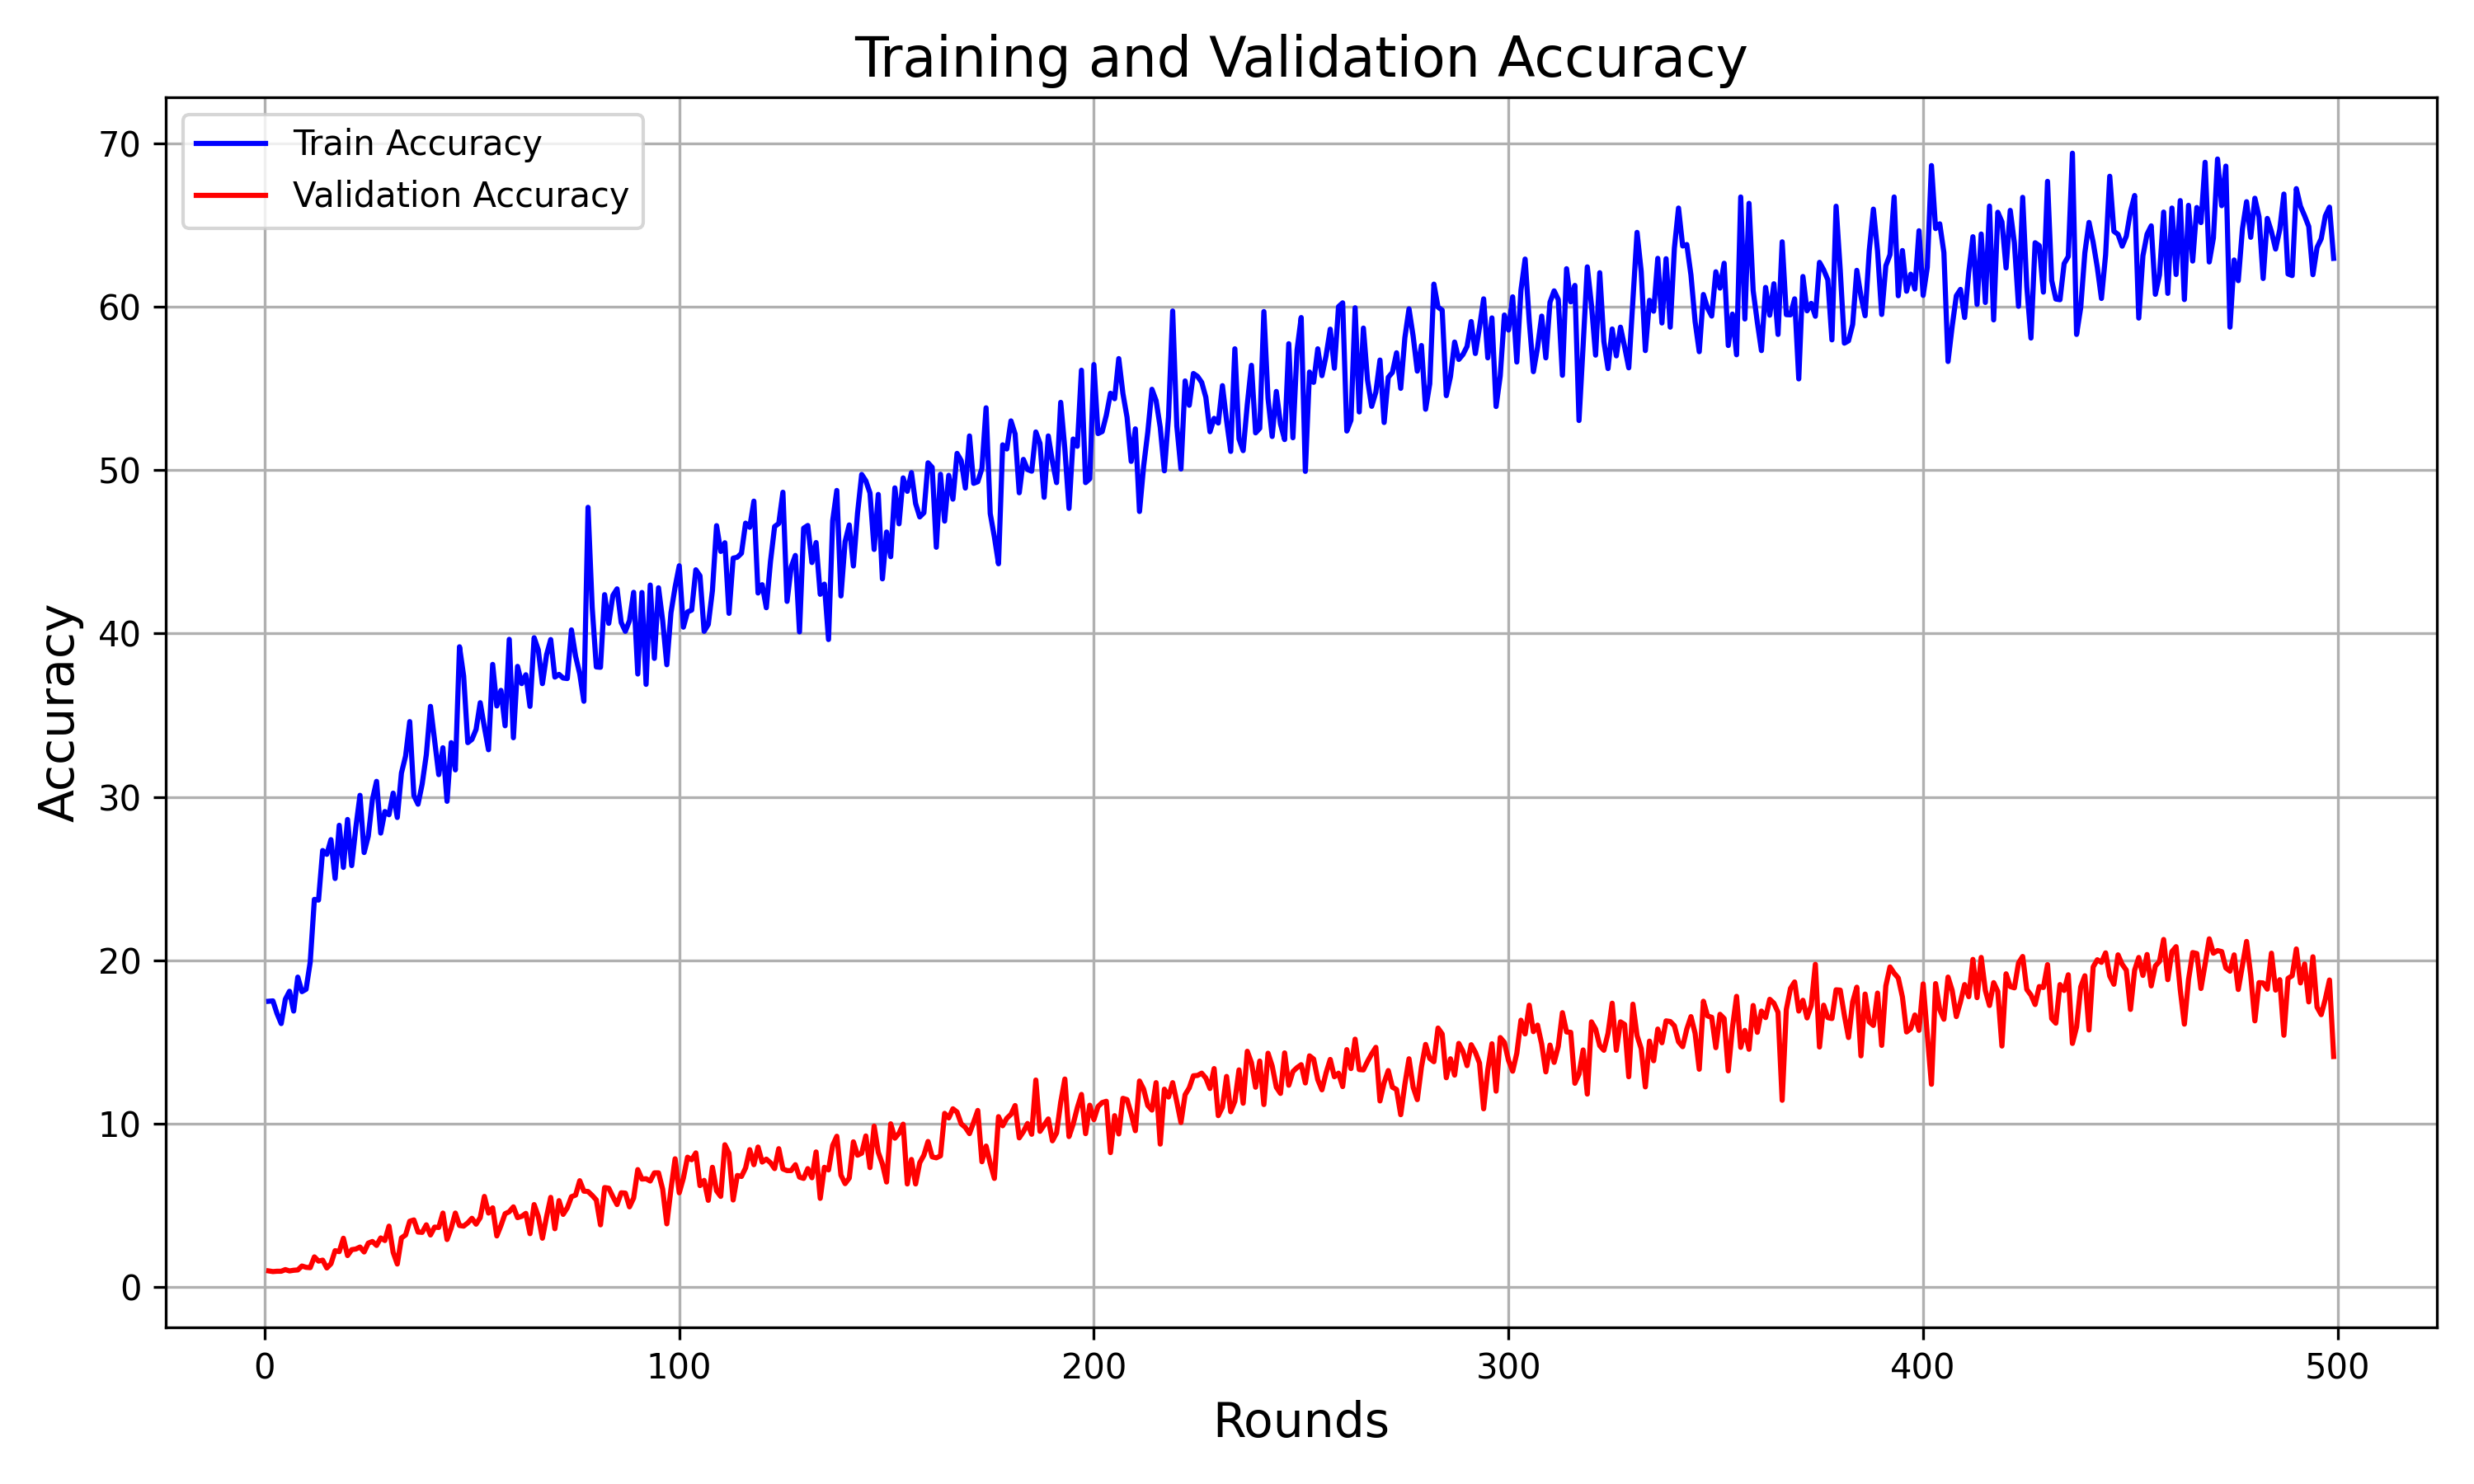 Training and Validation Accuracy
Train Accuracy
Validation Accuracy
70
60
50
40
30
20
10
0
Accuracy
0 100 200 300 400 500
Rounds